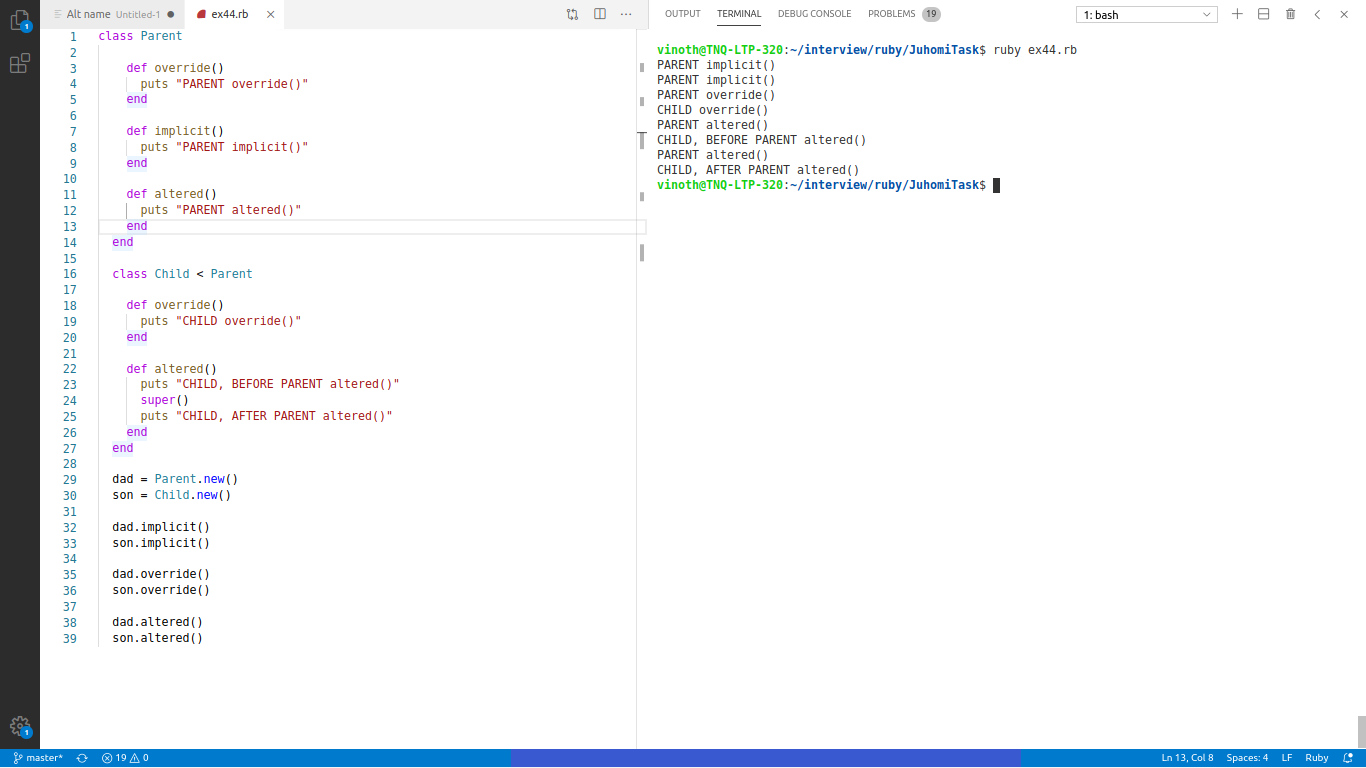 Alt name Untitled-1
ex44.rb
OUTPUT TERMINAL DEBUG CONSOLE PROBLEMS 19
1: bash
1
1 class Parent
2
3 def override()
4 puts "PARENT override()"
5 end
6
7 def implicit()
8 puts "PARENT implicit()"
9 end
10
11 def altered()
12 puts "PARENT altered()"
13 end
14 end
15
16 class Child < Parent
17
18 def override()
19 puts "CHILD override()"
20 end
21
22 def altered()
23 puts "CHILD, BEFORE PARENT altered()"
24 super()
25 puts "CHILD, AFTER PARENT altered()"
26 end
27 end
28
29 dad = Parent.new()
30 son = Child.new()
31
32 dad.implicit()
33 son.implicit()
34
35 dad.override()
36 son.override()
37
38 dad.altered()
39 son.altered()
vinoth@TNQ-LTP-320:~/interview/ruby/JuhomiTask$ ruby ex44.rb
PARENT implicit()
PARENT implicit()
PARENT override()
CHILD override()
PARENT altered()
CHILD, BEFORE PARENT altered()
PARENT altered()
CHILD, AFTER PARENT altered()
vinoth@TNQ-LTP-320:~/interview/ruby/JuhomiTask$
1
master* 19 0
Ln 13, Col 8 Spaces: 4 LF Ruby